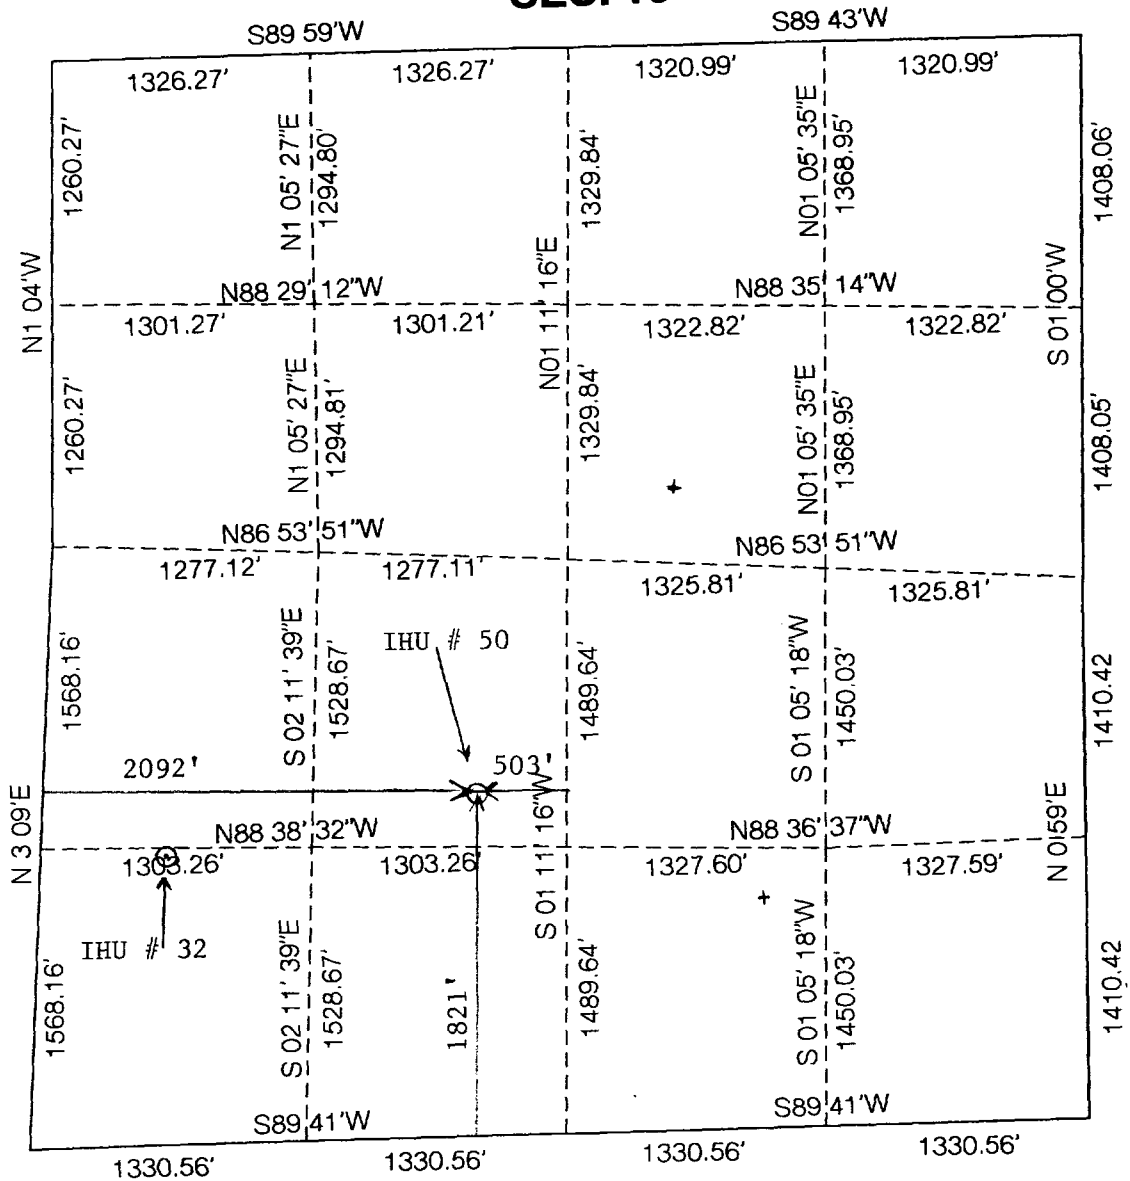 S89 59'W
S89 43'W
1326.27'
1326.27'
1320.99'
1320.99'
1260.27'
N1 05' 27"E
1294.80'
1329.84'
N01 05' 35"E
1368.95'
1408.06'
N1 04'W
N88 29' 12"W
N01 11' 16"E
N88 35' 14"W
S 01 00'W
1301.27'
1301.21'
1322.82'
1322.82'
1260.27'
N1 05' 27"E
1294.81'
1329.84'
N01 05' 35"E
1368.95'
1408.05'
N86 53' 51"W
N86 53' 51"W
1277.12'
1277.11'
1325.81'
1325.81'
1568.16'
S 02 11' 39"E
1528.67'
IHU # 50
1489.64'
S 01 05' 18"W
1450.03'
1410.42
2092'
503'
N 3 09'E
N88 38' 32"W
S 01 11' 16"W
N88 36' 37"W
N 0 59'E
1303.26'
1303.26'
1327.60'
1327.59'
IHU # 32
1568.16'
S 02 11' 39"E
1528.67'
1821'
1489.64'
S 01 05' 18"W
1450.03'
1410.42
S89 41'W
S89 41'W
1330.56'
1330.56'
1330.56'
1330.56'